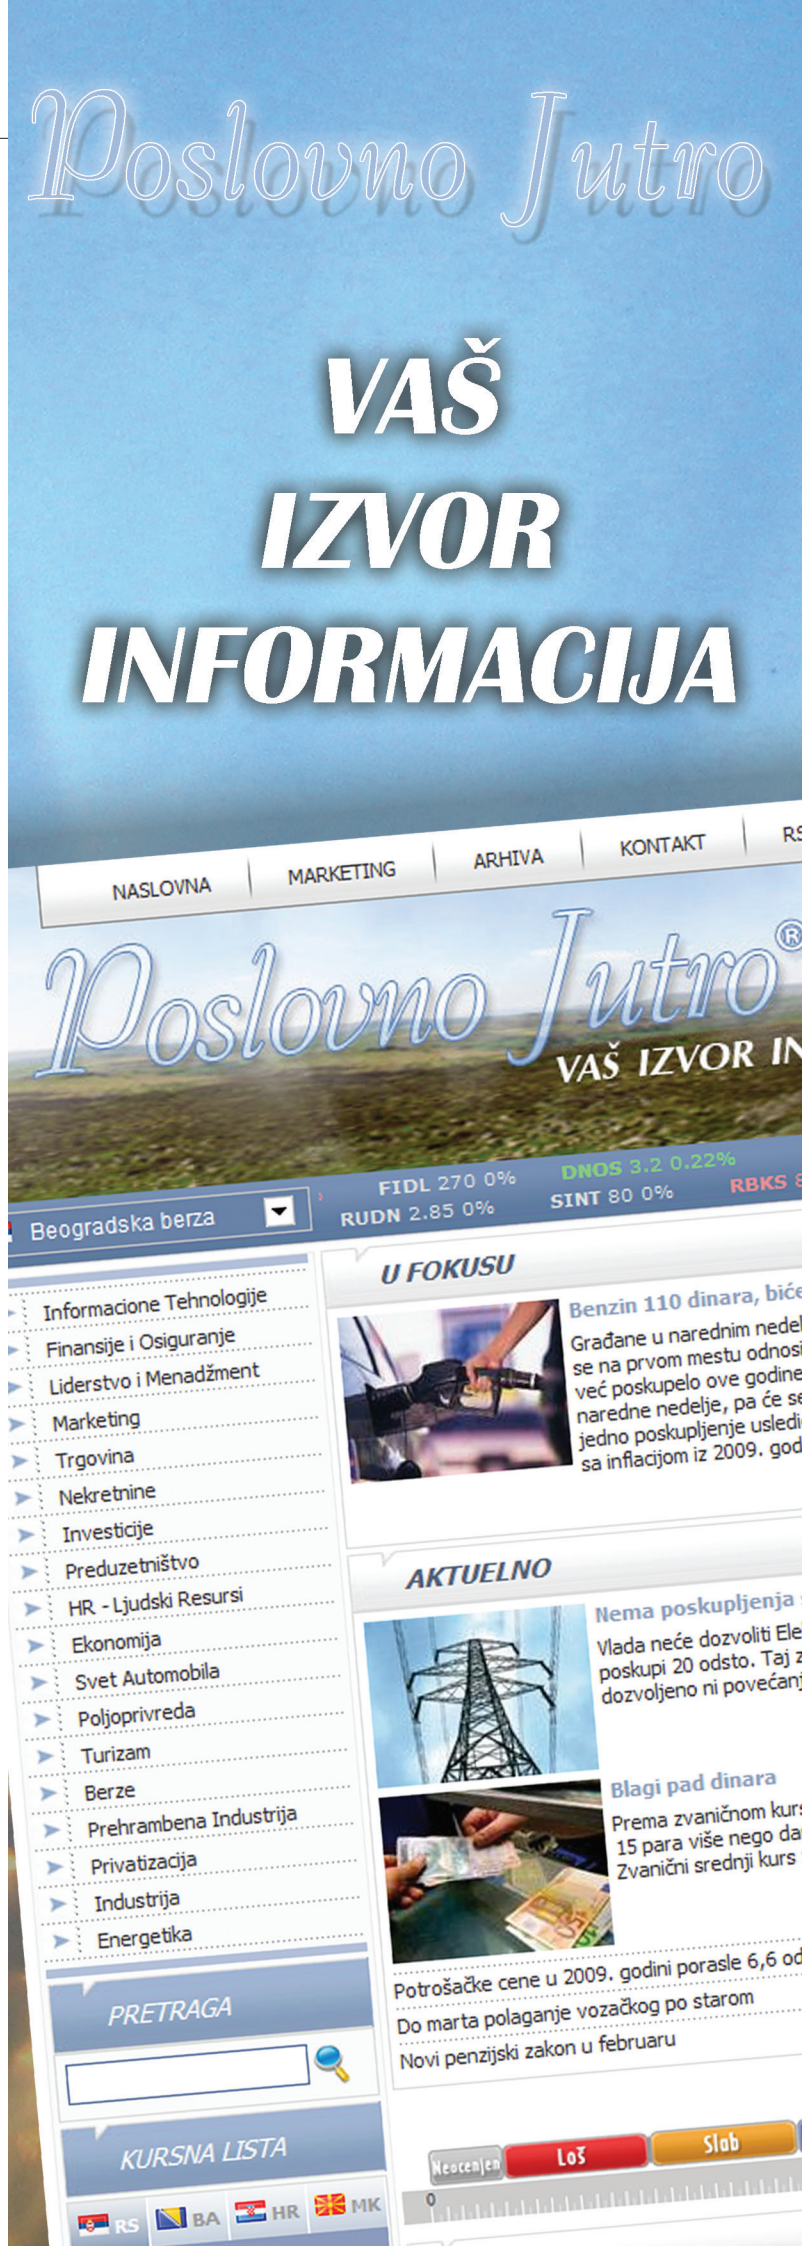 Poslovno Jutro
VAŠ
IZVOR
INFORMACIJA
NASLOVNA MARKETING ARHIVA KONTAKT RS
Poslovno Jutro®
VAŠ IZVOR IN
Beogradska berza
FIDL 270 0% DNOS 3.2 0.22%
RUDN 2.85 0% SINT 80 0% RBKS 8
Informacione Tehnologije
Finansije i Osiguranje
Liderstvo i Menadžment
Marketing
Trgovina
Nekretnine
Investicije
Preduzetništvo
HR - Ljudski Resursi
Ekonomija
Svet Automobila
Poljoprivreda
Turizam
Berze
Prehrambena Industrija
Privatizacija
Industrija
Energetika
PRETRAGA
KURSNA LISTA
RS BA HR MK
U FOKUSU
Benzin 110 dinara, biće
Građane u narednim nedel
se na prvom mestu odnosi
već poskupelo ove godine
naredne nedelje, pa će se
jedno poskupljenje usledi
sa inflacijom iz 2009. god
AKTUELNO
Nema poskupljenja
Vlada neće dozvoliti Ele
poskupi 20 odsto. Taj z
dozvoljeno ni povećanj
Blagi pad dinara
Prema zvaničnom kurs
15 para više nego da
Zvanični srednji kurs
Potrošačke cene u 2009. godini porasle 6,6 od
Do marta polaganje vozačkog po starom
Novi penzijski zakon u februaru
Neocenjen Loš Slab
0